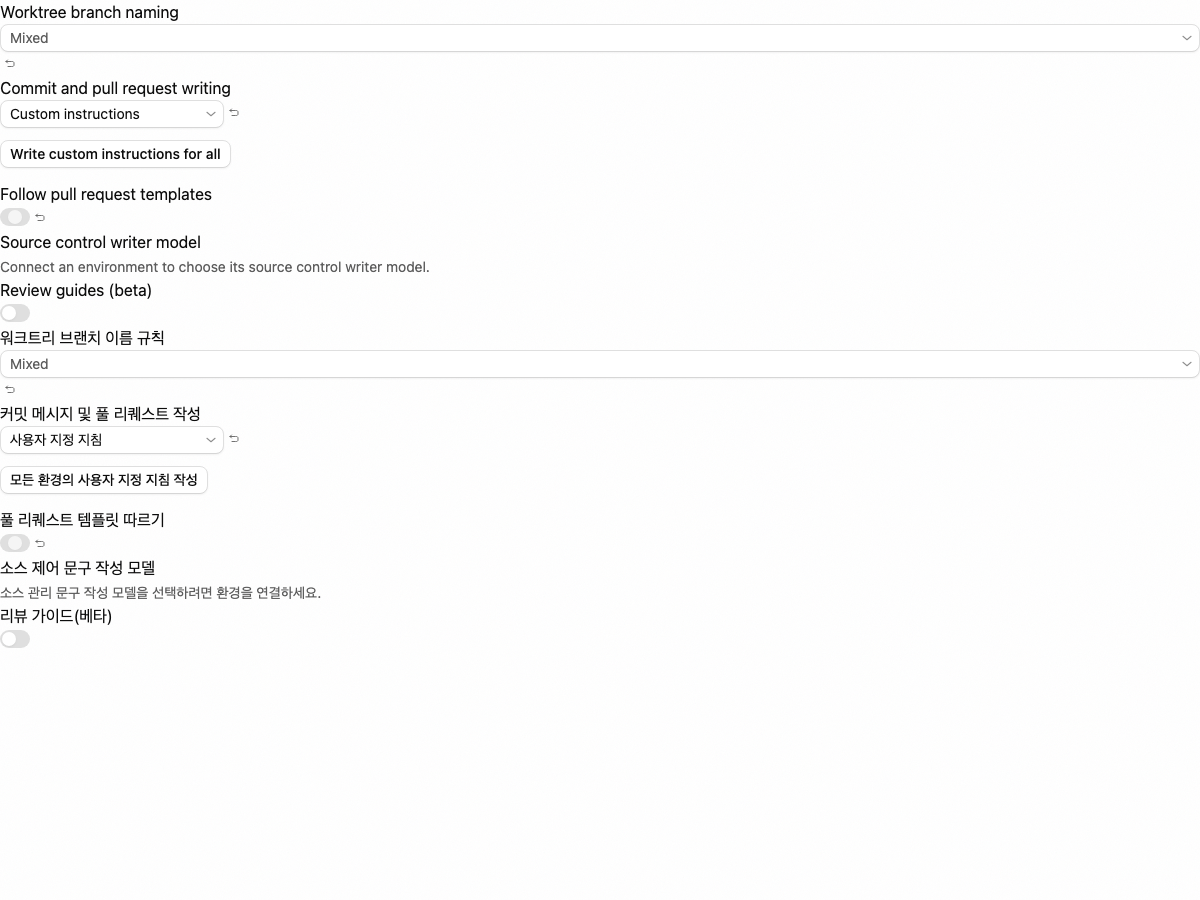 Worktree branch naming
Mixed
Commit and pull request writing
Custom instructions
Write custom instructions for all
Follow pull request templates
Source control writer model
Connect an environment to choose its source control writer model.
Review guides (beta)
워크트리 브랜치 이름 규칙
Mixed
커밋 메시지 및 풀 리퀘스트 작성
사용자 지정 지침
모든 환경의 사용자 지정 지침 작성
풀 리퀘스트 템플릿 따르기
소스 제어 문구 작성 모델
소스 관리 문구 작성 모델을 선택하려면 환경을 연결하세요.
리뷰 가이드(베타)